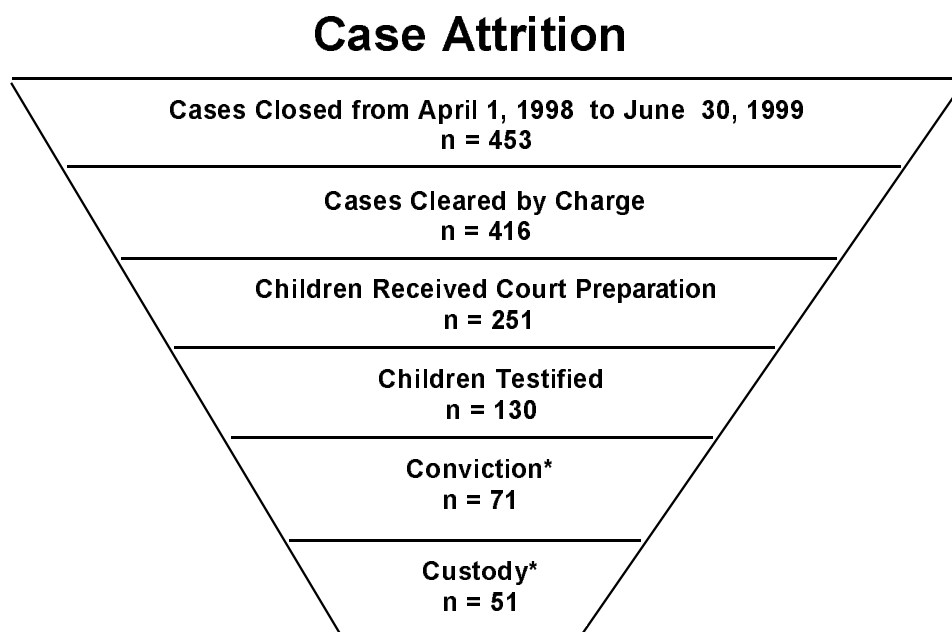 Case Attrition
Cases Closed from April 1, 1998 to June 30, 1999
n = 453
Cases Cleared by Charge
n = 416
Children Received Court Preparation
n = 251
Children Testified
n = 130
Conviction*
n = 71
Custody*
n = 51